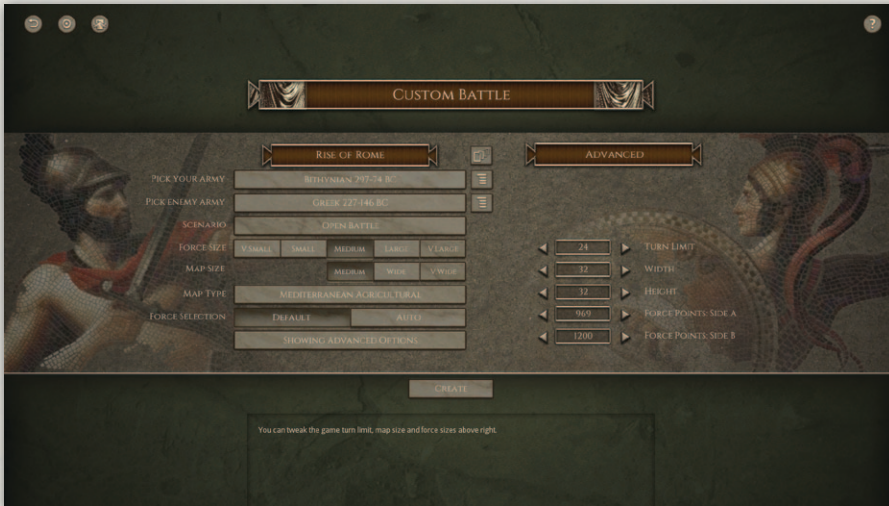 ?
CUSTOM BATTLE
RISE OF ROME
ADVANCED
PICK YOUR ARMY
BITHYNIAN 297-74 BC
PICK ENEMY ARMY
GREEK 227-146 BC
SCENARIO
OPEN BATTLE
FORCE SIZE
V.SMALL SMALL MEDIUM LARGE V.LARGE
24 TURN LIMIT
MAP SIZE
MEDIUM WIDE V.WIDE
32 WIDTH
MAP TYPE
MEDITERRANEAN AGRICULTURAL
32 HEIGHT
FORCE SELECTION
DEFAULT AUTO
969 FORCE POINTS: SIDE A
SHOWING ADVANCED OPTIONS
1200 FORCE POINTS: SIDE B
CREATE
You can tweak the game turn limit, map size and force sizes above right.